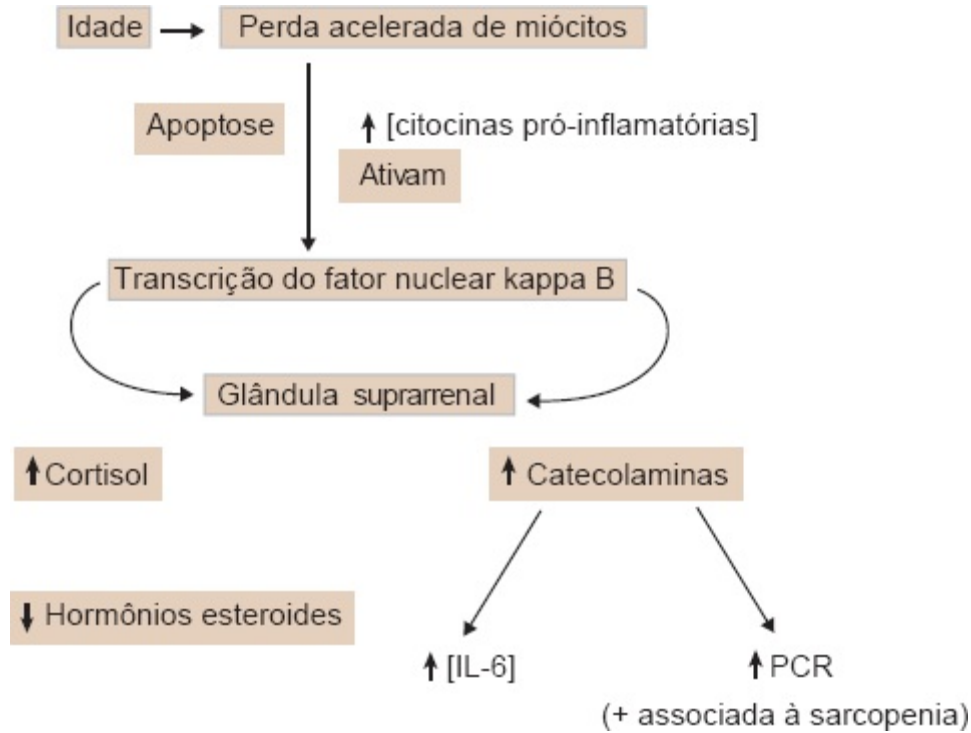 Idade
Perda acelerada de miócitos
Apoptose
[citocinas pró-inflamatórias]
Ativam
Transcrição do fator nuclear kappa B
Glândula suprarrenal
Cortisol
Catecolaminas
Hormônios esteroides
[IL-6]
PCR
(+ associada à sarcopenia)